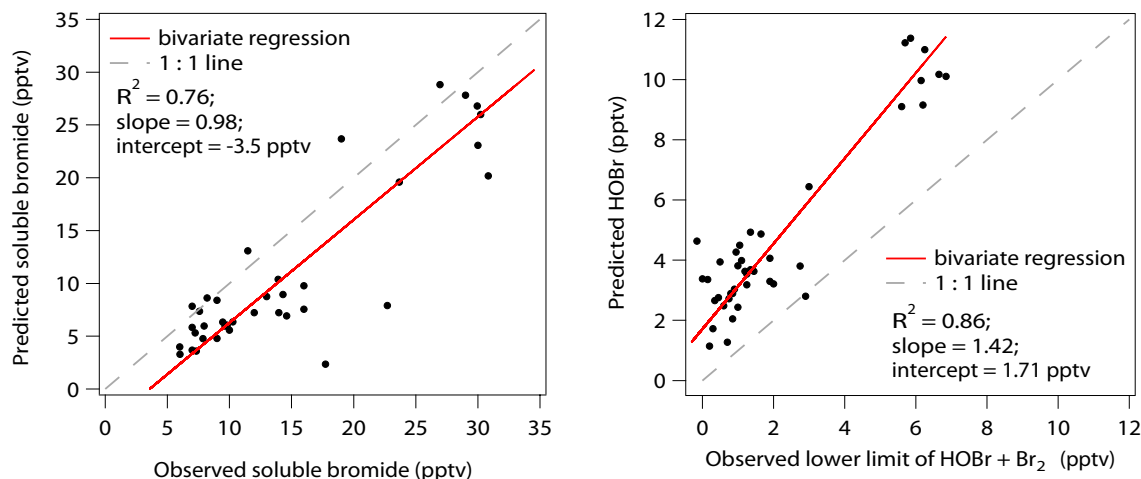 35
30
25
20
15
10
5
0
Predicted soluble bromide (pptv)
bivariate regression
1 : 1 line
R² = 0.76;
slope = 0.98;
intercept = -3.5 pptv
0 5 10 15 20 25 30 35
Observed soluble bromide (pptv)
12
10
8
6
4
2
0
Predicted HOBr (pptv)
bivariate regression
1 : 1 line
R² = 0.86;
slope = 1.42;
intercept = 1.71 pptv
0 2 4 6 8 10 12
Observed lower limit of HOBr + Br₂ (pptv)